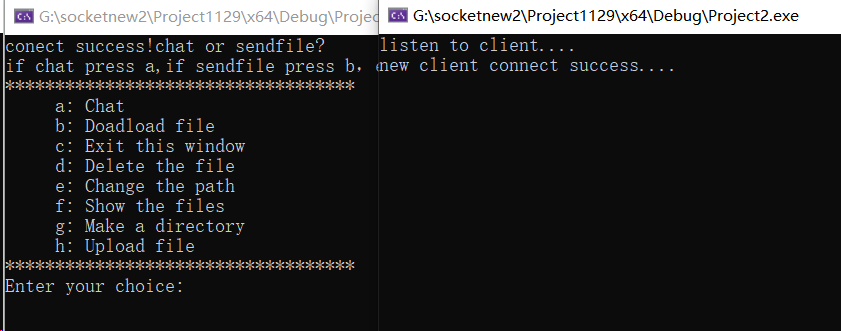 G:\socketnew2\Project1129\x64\Debug\Projec
conect success!chat or sendfile?
if chat press a,if sendfile press b,
***********************************
a: Chat
b: Doadload file
c: Exit this window
d: Delete the file
e: Change the path
f: Show the files
g: Make a directory
h: Upload file
***********************************
Enter your choice:
G:\socketnew2\Project1129\x64\Debug\Project2.exe
listen to client....
new client connect success....